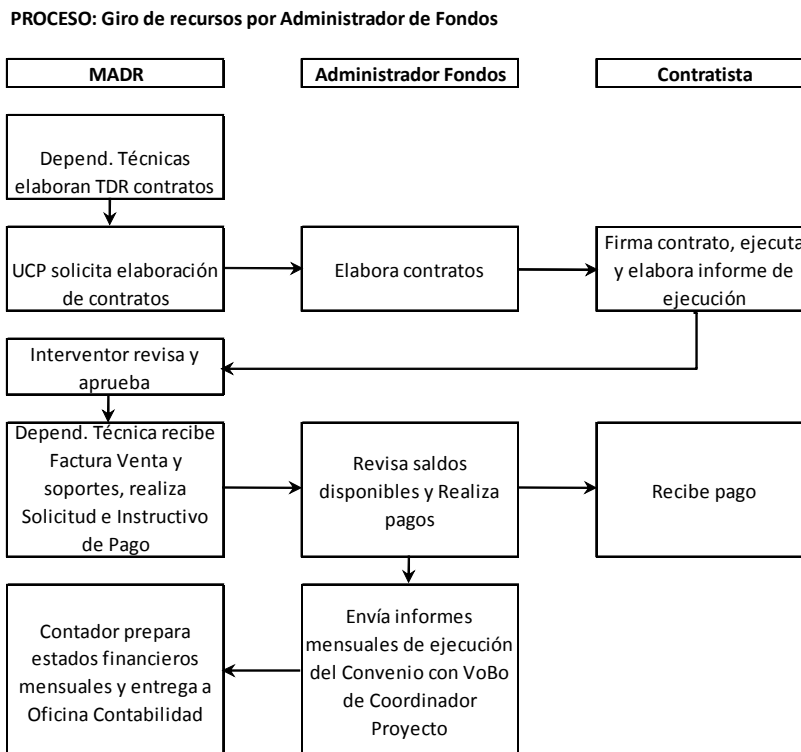 PROCESO: Giro de recursos por Administrador de Fondos
MADR
Administrador Fondos
Contratista
Depend. Técnicas
elaboran TDR contratos
UCP solicita elaboración
de contratos
Elabora contratos
Firma contrato, ejecuta
y elabora informe de
ejecución
Interventor revisa y
aprueba
Depend. Técnica recibe
Factura Venta y
soportes, realiza
Solicitud e Instructivo
de Pago
Revisa saldos
disponibles y Realiza
pagos
Recibe pago
Contador prepara
estados financieros
mensuales y entrega a
Oficina Contabilidad
Envía informes
mensuales de ejecución
del Convenio con VoBo
de Coordinador
Proyecto